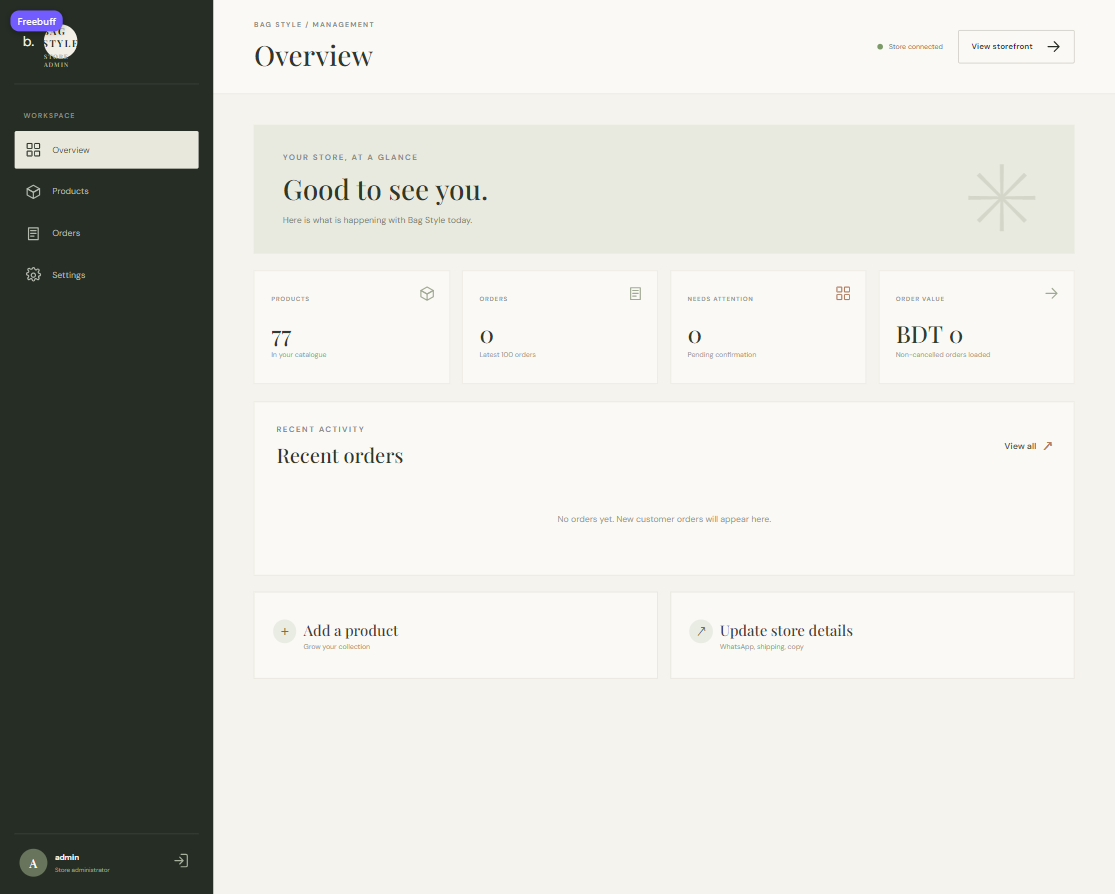 Freebuff
b.
BAG
STYLE
STORE
ADMIN
WORKSPACE
Overview
Products
Orders
Settings
admin
Store administrator
A
BAG STYLE / MANAGEMENT
Overview
Store connected
View storefront
YOUR STORE, AT A GLANCE
Good to see you.
Here is what is happening with Bag Style today.
PRODUCTS
77
In your catalogue
ORDERS
0
Latest 100 orders
NEEDS ATTENTION
0
Pending confirmation
ORDER VALUE
BDT 0
Non-cancelled orders loaded
RECENT ACTIVITY
Recent orders
View all
No orders yet. New customer orders will appear here.
Add a product
Grow your collection
Update store details
WhatsApp, shipping, copy